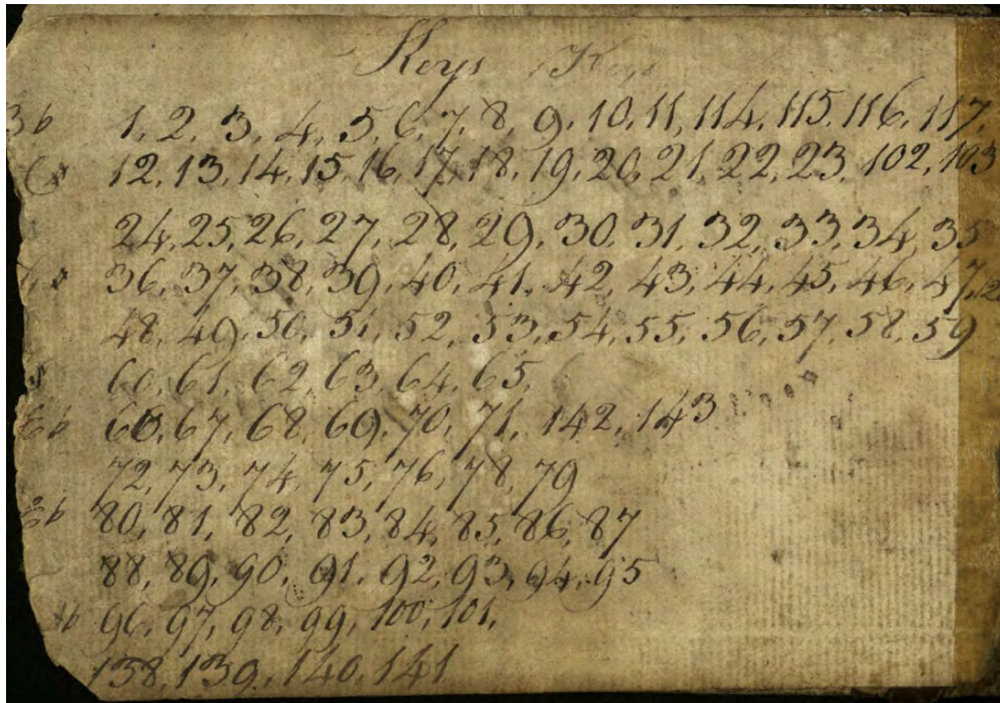 Keys Keys
3b 1, 2, 3, 4, 5, 6, 7, 8, 9, 10, 11, 114, 115, 116, 117,
12, 13, 14, 15, 16, 17, 18, 19, 20, 21, 22, 23, 102, 103
24, 25, 26, 27, 28, 29, 30, 31, 32, 33, 34, 35
36, 37, 38, 39, 40, 41, 42, 43, 44, 45, 46, 47,
48, 49, 50, 51, 52, 53, 54, 55, 56, 57, 58, 59
60, 61, 62, 63, 64, 65,
66, 67, 68, 69, 70, 71, 142, 143
72, 73, 74, 75, 76, 78, 79
80, 81, 82, 83, 84, 85, 86, 87
88, 89, 90, 91, 92, 93, 94, 95
96, 97, 98, 99, 100, 101,
138, 139, 140, 141